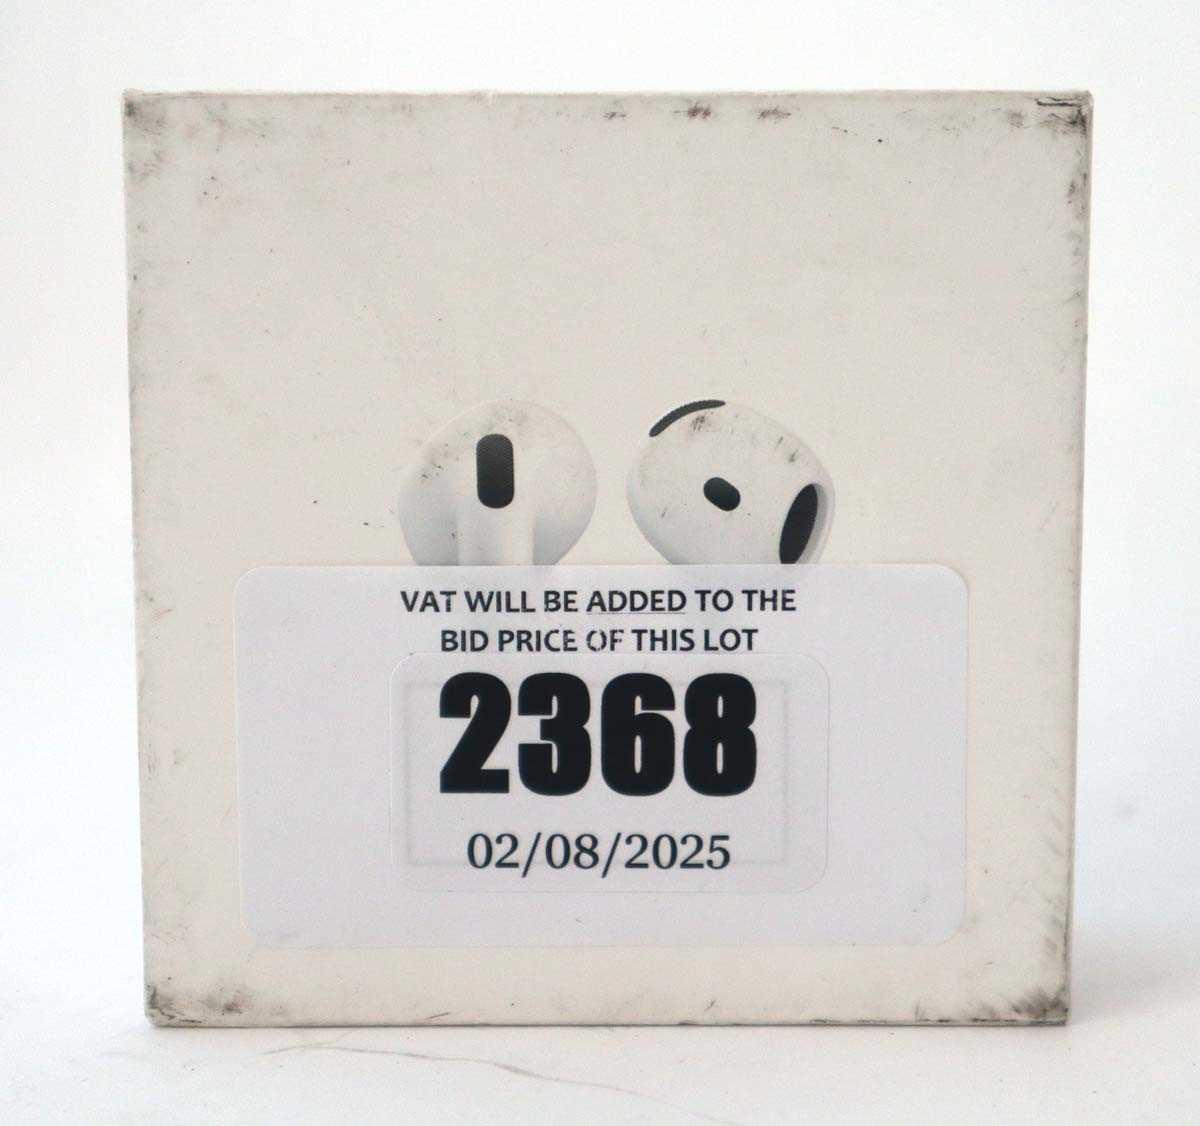 VAT WILL BE ADDED TO THE
BID PRICE OF THIS LOT
2368
02/08/2025